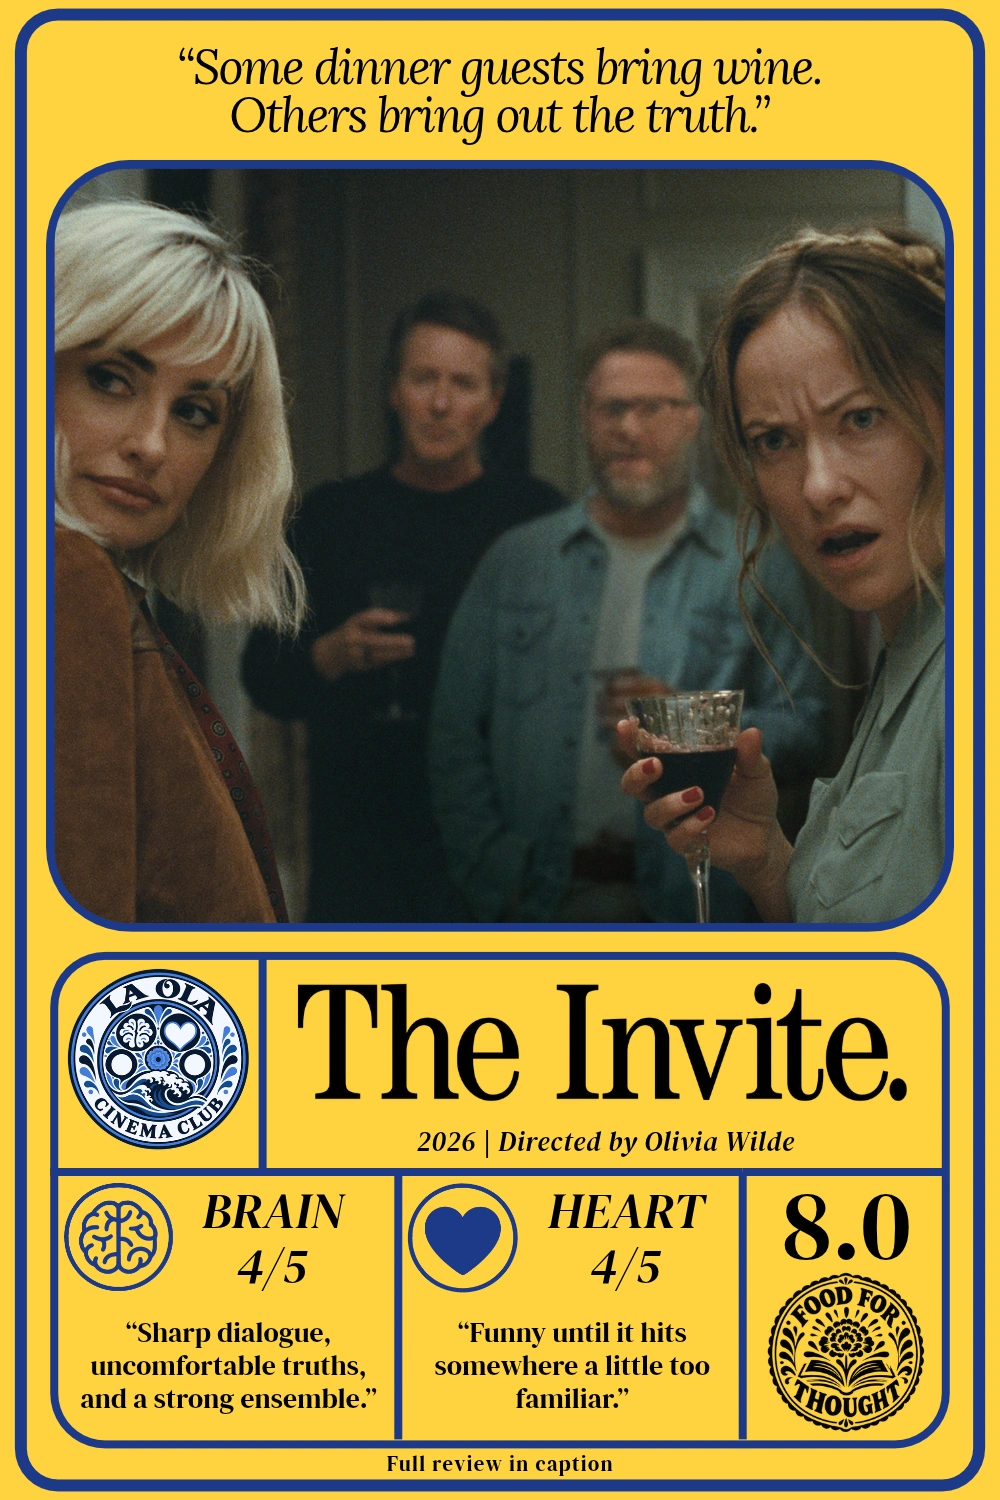 “Some dinner guests bring wine.
Others bring out the truth.”
LA OLA
CINEMA CLUB
The Invite.
2026 | Directed by Olivia Wilde
BRAIN
4/5
“Sharp dialogue,
uncomfortable truths,
and a strong ensemble.”
HEART
4/5
“Funny until it hits
somewhere a little too
familiar.”
8.0
FOOD FOR
THOUGHT
Full review in caption